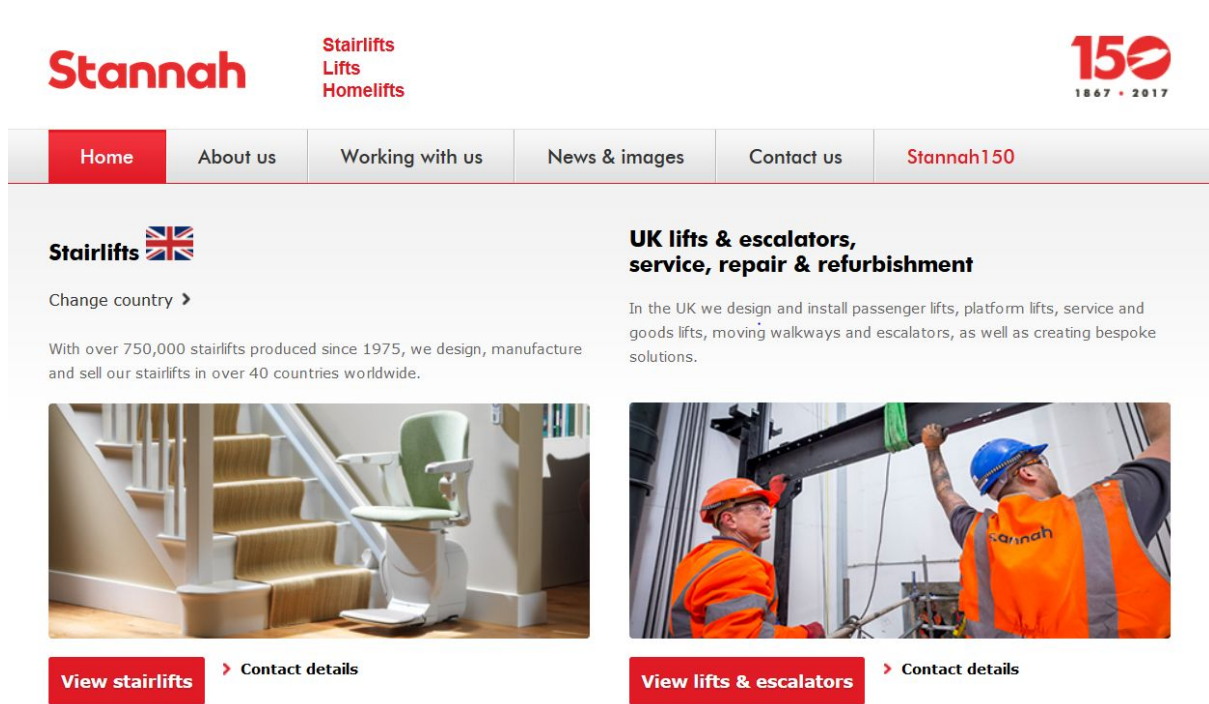 Stannah
Stairlifts
Lifts
Homelifts
150
1867 • 2017
Home
About us
Working with us
News & images
Contact us
Stannah150
Stairlifts
Change country
With over 750,000 stairlifts produced since 1975, we design, manufacture
and sell our stairlifts in over 40 countries worldwide.
View stairlifts
Contact details
UK lifts & escalators,
service, repair & refurbishment
In the UK we design and install passenger lifts, platform lifts, service and
goods lifts, moving walkways and escalators, as well as creating bespoke
solutions.
Stannah
View lifts & escalators
Contact details